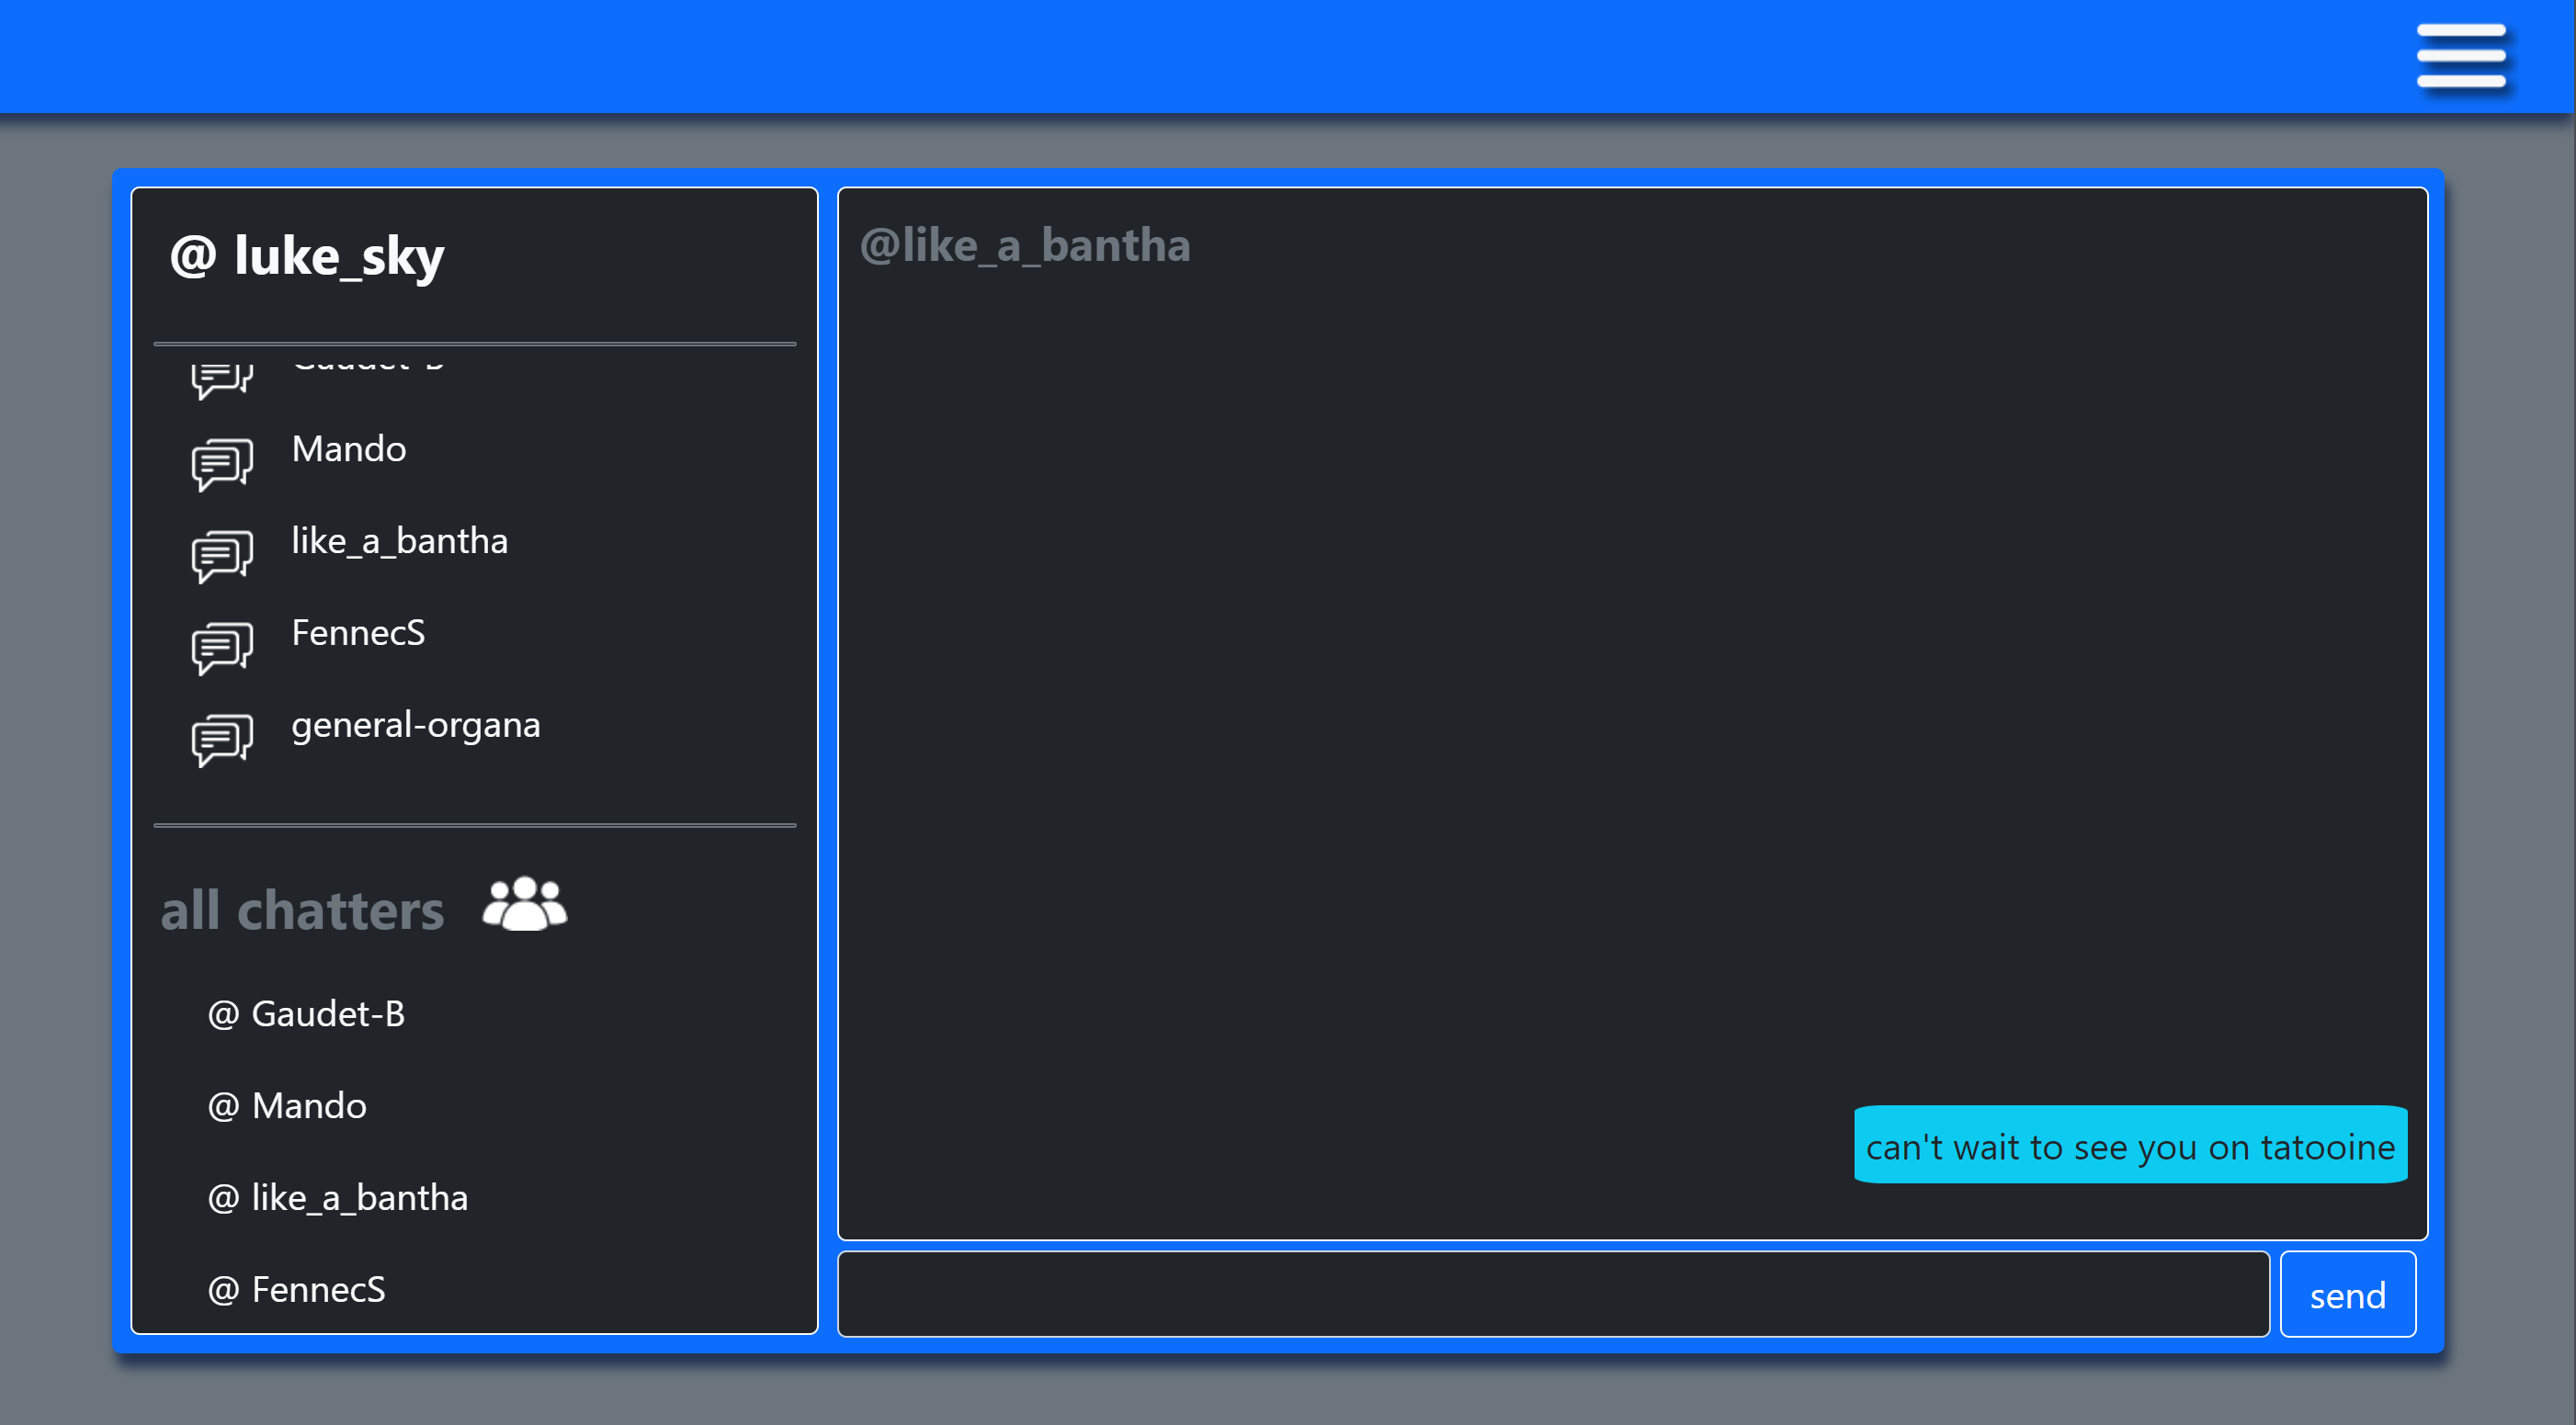 @ luke_sky
Mando
like_a_bantha
FennecS
general-organa
all chatters
@ Gaudet-B
@ Mando
@ like_a_bantha
@ FennecS
@like_a_bantha
can't wait to see you on tatooine
send